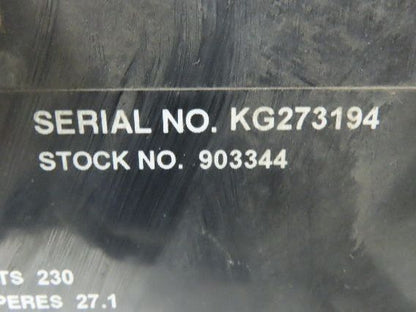 SERIAL NO. KG273194
STOCK NO. 903344
TS 230
PERES 27.1